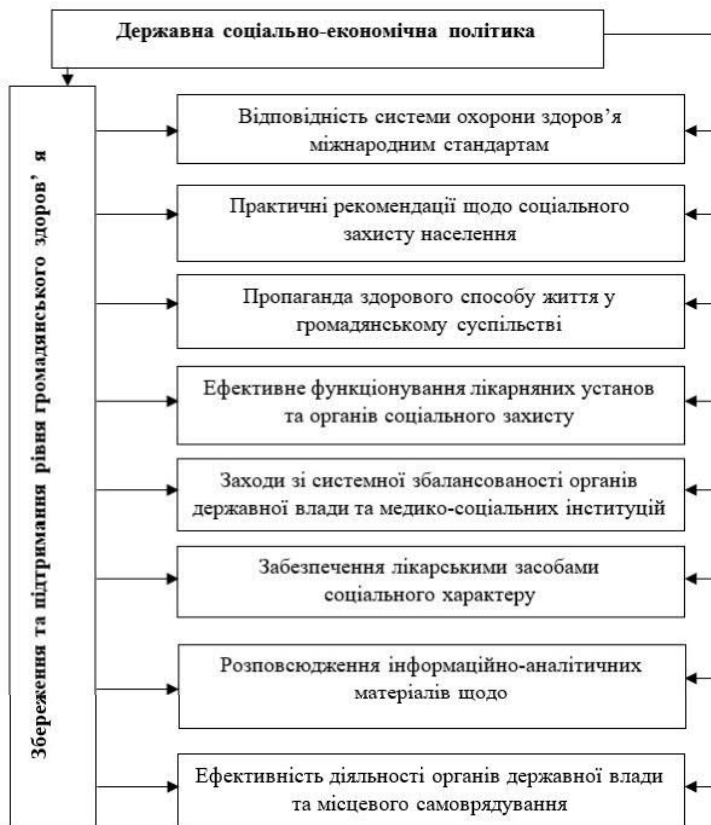 Державна соціально-економічна політика
Збереження та підтримання рівня громадянського здоров’ я
Відповідність системи охорони здоров’я
міжнародним стандартам
Практичні рекомендації щодо соціального
захисту населення
Пропаганда здорового способу життя у
громадянському суспільстві
Ефективне функціонування лікарняних установ
та органів соціального захисту
Заходи зі системної збалансованості органів
державної влади та медико-соціальних інституцій
Забезпечення лікарськими засобами
соціального характеру
Розповсюдження інформаційно-аналітичних
матеріалів щодо
Ефективність діяльності органів державної влади
та місцевого самоврядування